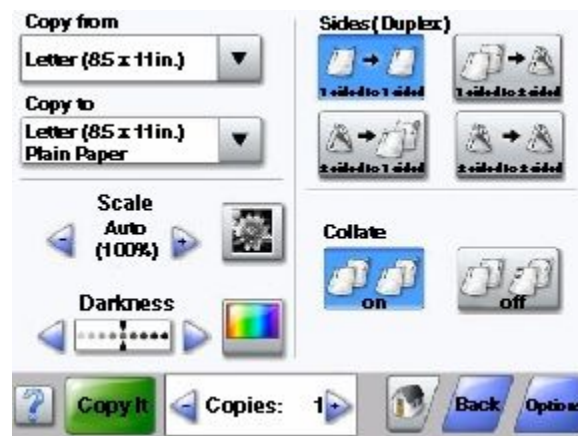 Copy from
Letter (8.5 x 11 in.)
Copy to
Letter (8.5 x 11 in.)
Plain Paper
Scale
Auto
(100%)
Darkness
Sides (Duplex)
1 sided to 1 sided
1 sided to 2 sided
2 sided to 1 sided
2 sided to 2 sided
Collate
on
off
?
Copy It
- Copies: 1 +
Back
Options